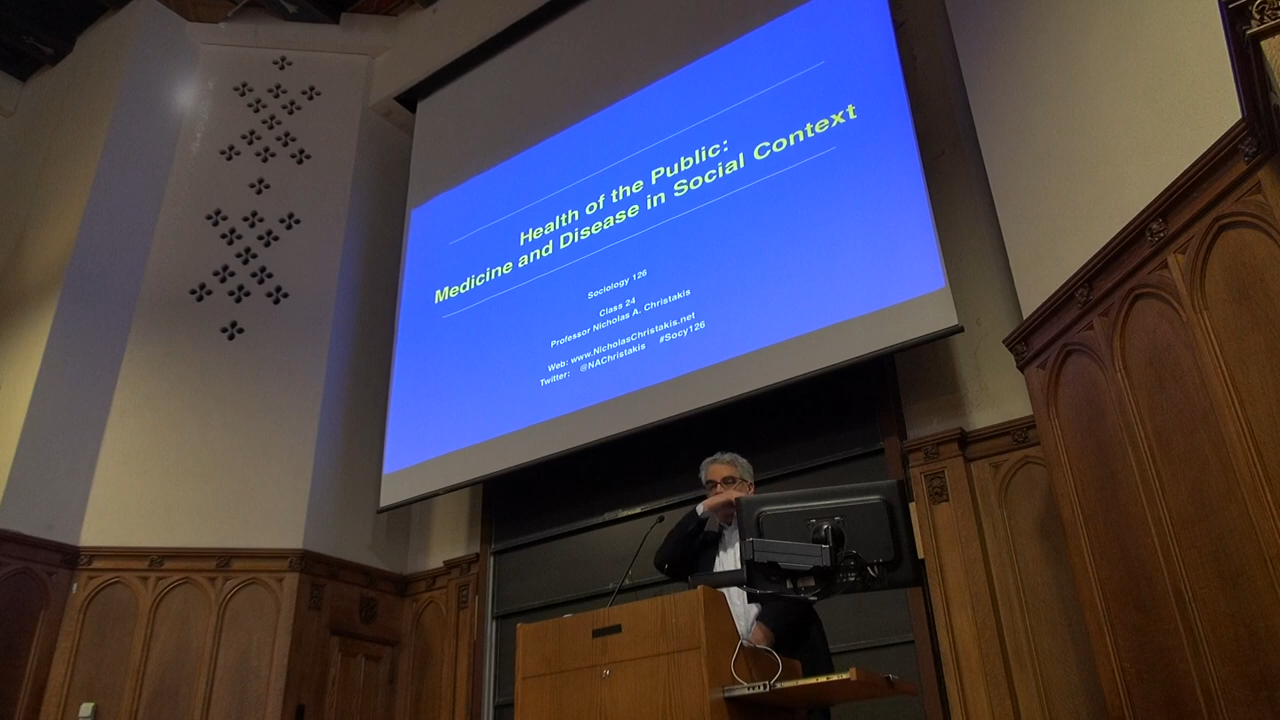 Health of the Public:
Medicine and Disease in Social Context
Sociology 126
Class 24
Professor Nicholas A. Christakis
Web: www.NicholasChristakis.net
Twitter: @NAChristakis #Socy126